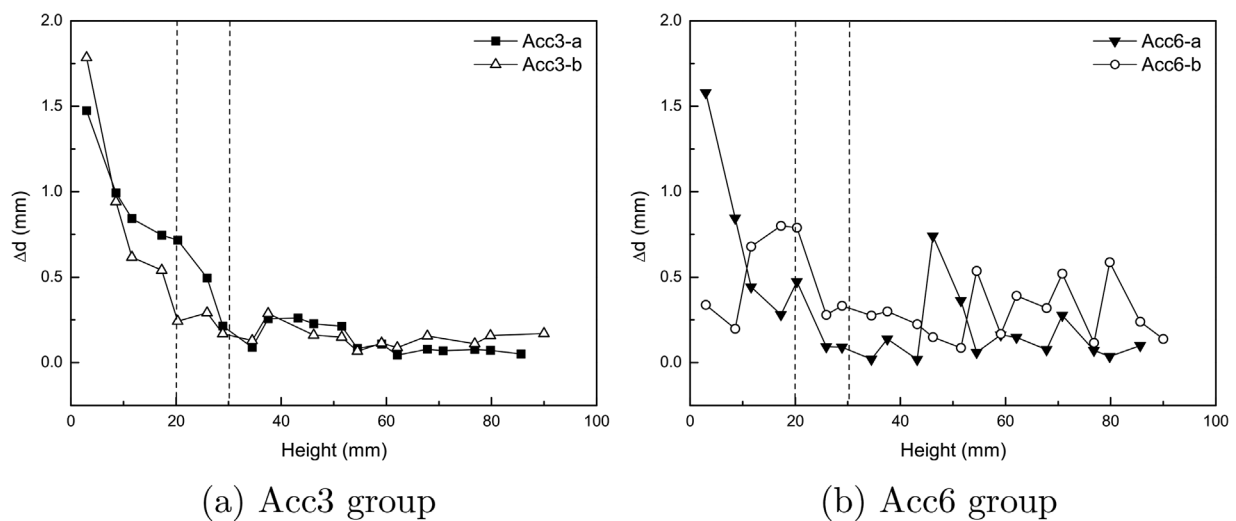 2.0
1.5
1.0
0.5
0.0
Δd (mm)
0
20
40
60
80
100
Height (mm)
Acc3-a
Acc3-b
(a) Acc3 group
2.0
1.5
1.0
0.5
0.0
Δd (mm)
0
20
40
60
80
100
Height (mm)
Acc6-a
Acc6-b
(b) Acc6 group